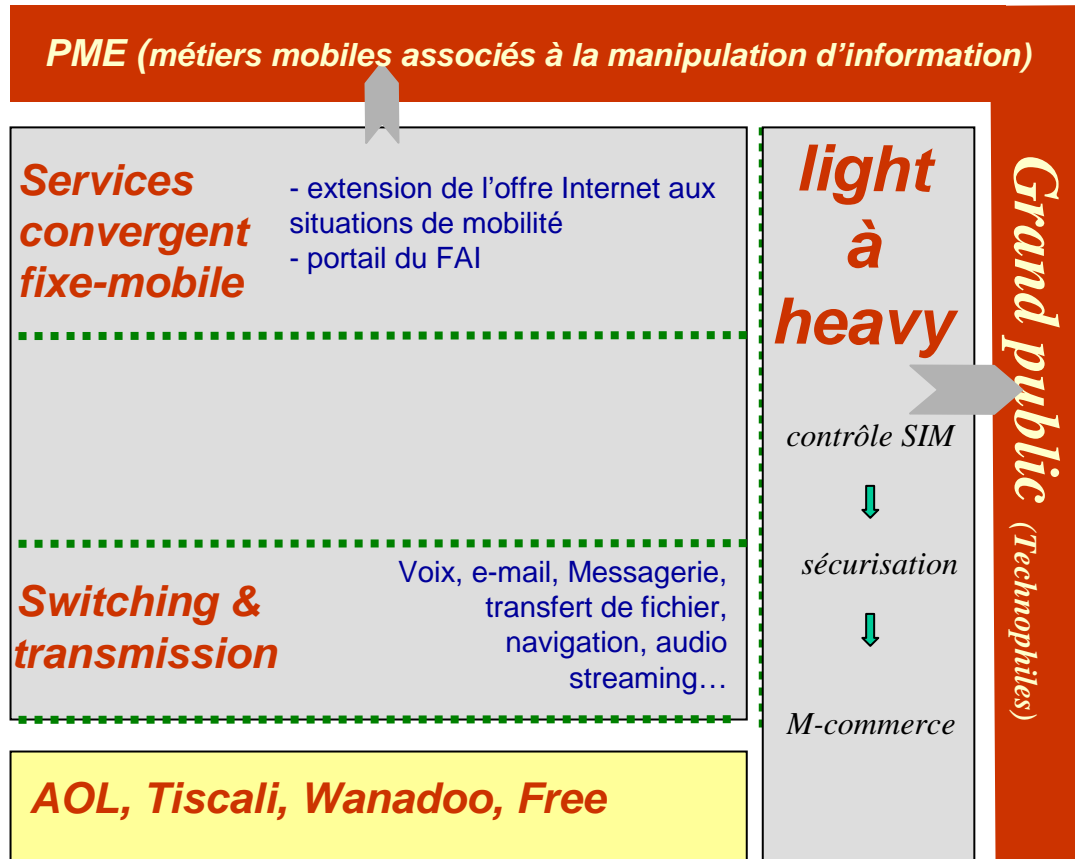 PME (métiers mobiles associés à la manipulation d’information)
Services
convergent
fixe-mobile
- extension de l’offre Internet aux
situations de mobilité
- portail du FAI
Switching &
transmission
Voix, e-mail, Messagerie,
transfert de fichier,
navigation, audio
streaming…
AOL, Tiscali, Wanadoo, Free
light
à
heavy
contrôle SIM
sécurisation
M-commerce
Grand public (Technophiles)